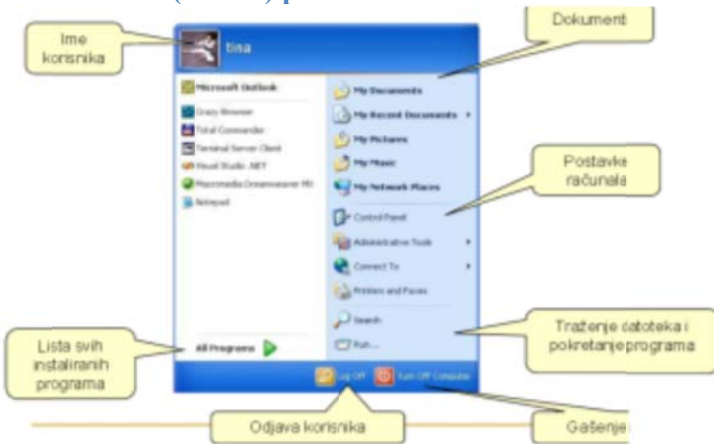 Dokumenti
Ime
korisnika
tina
Microsoft Outlook
Crazy Browser
Total Commander
Terminal Server Client
Visual Studio .NET
Macromedia Dreamweaver MX
Notepad
All Programs
My Documents
My Recent Documents
My Pictures
My Music
My Network Places
Control Panel
Administrative Tools
Connect To
Printers and Faxes
Search
Run...
Postavke
računala
Traženje datoteka i
pokretanje programa
Lista svih
instaliranih
programa
Log Off
Turn Off Computer
Odjava korisnika
Gašenje